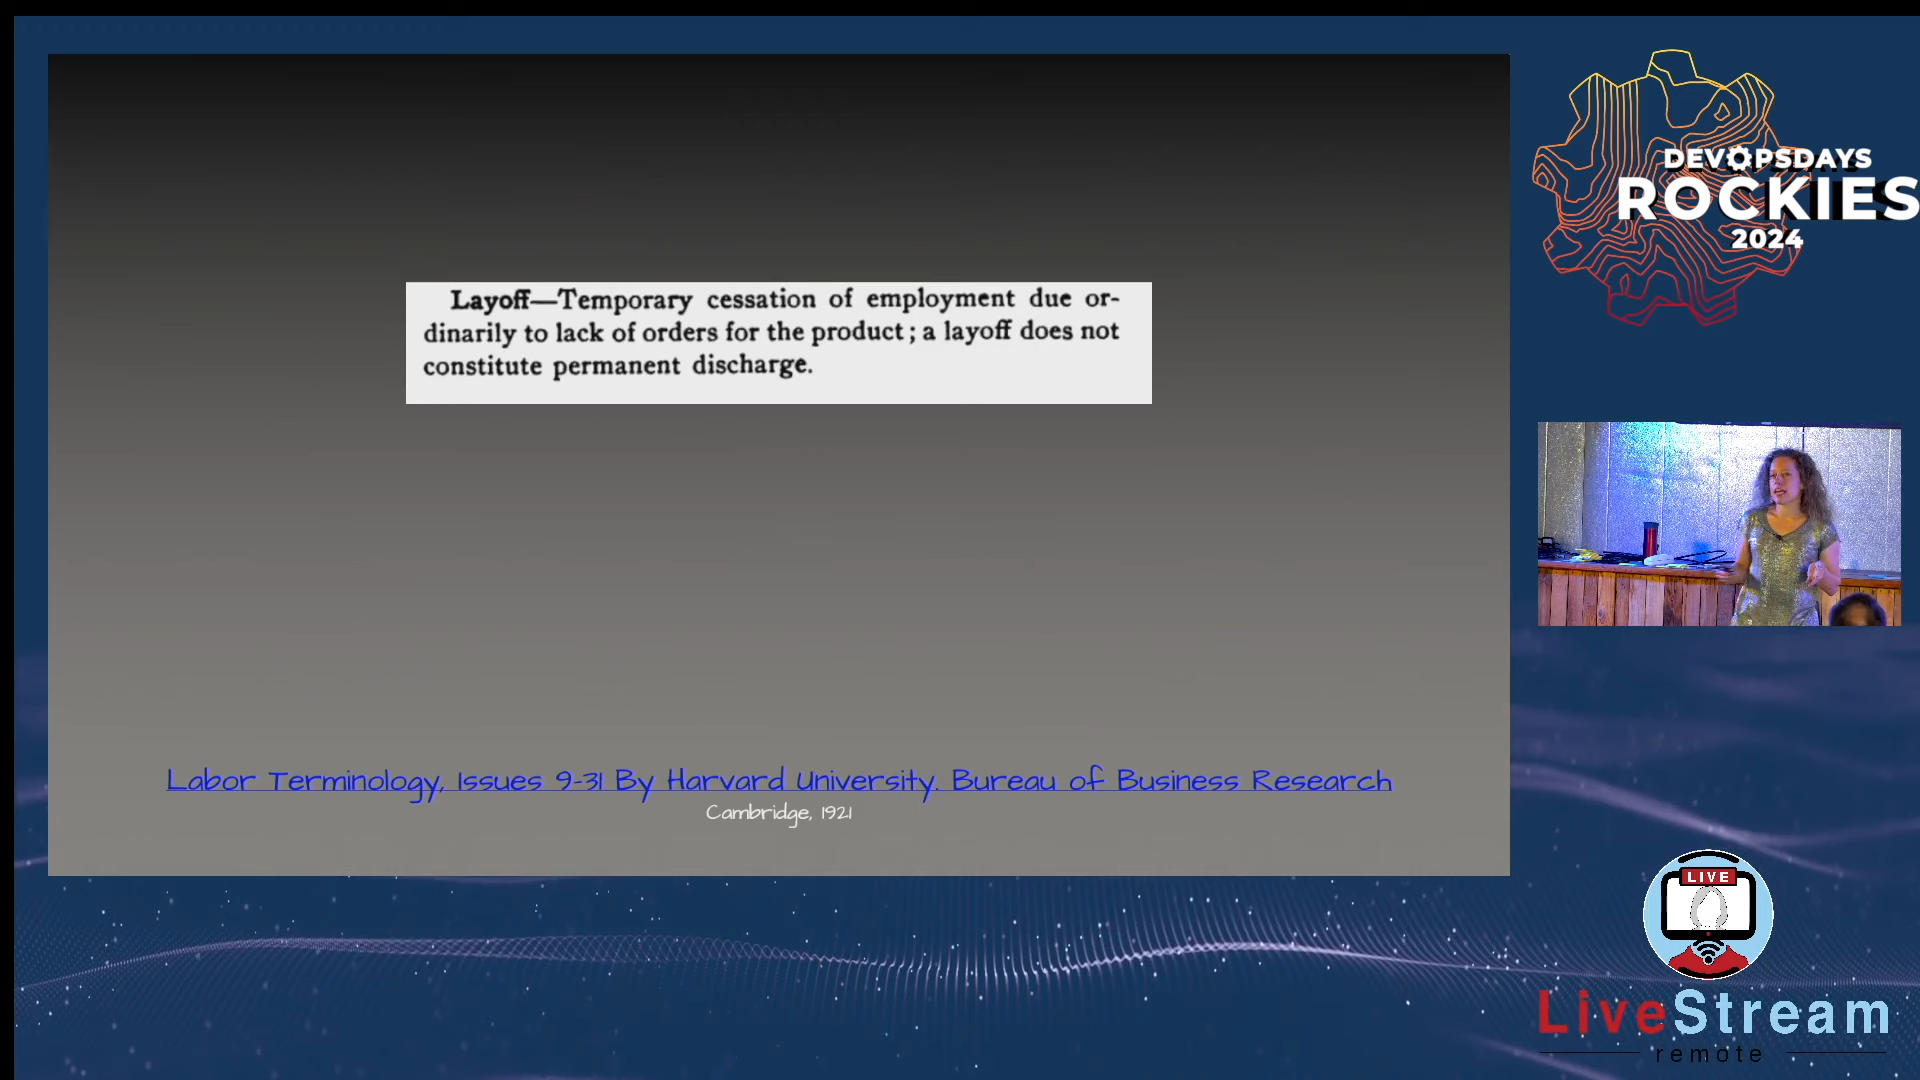 Layoff—Temporary cessation of employment due or-
dinarily to lack of orders for the product; a layoff does not
constitute permanent discharge.
Labor Terminology, Issues 9-31 By Harvard University. Bureau of Business Research
Cambridge, 1921
DEVOPSDAYS
ROCKIES
2024
LIVE
LiveStream
remote